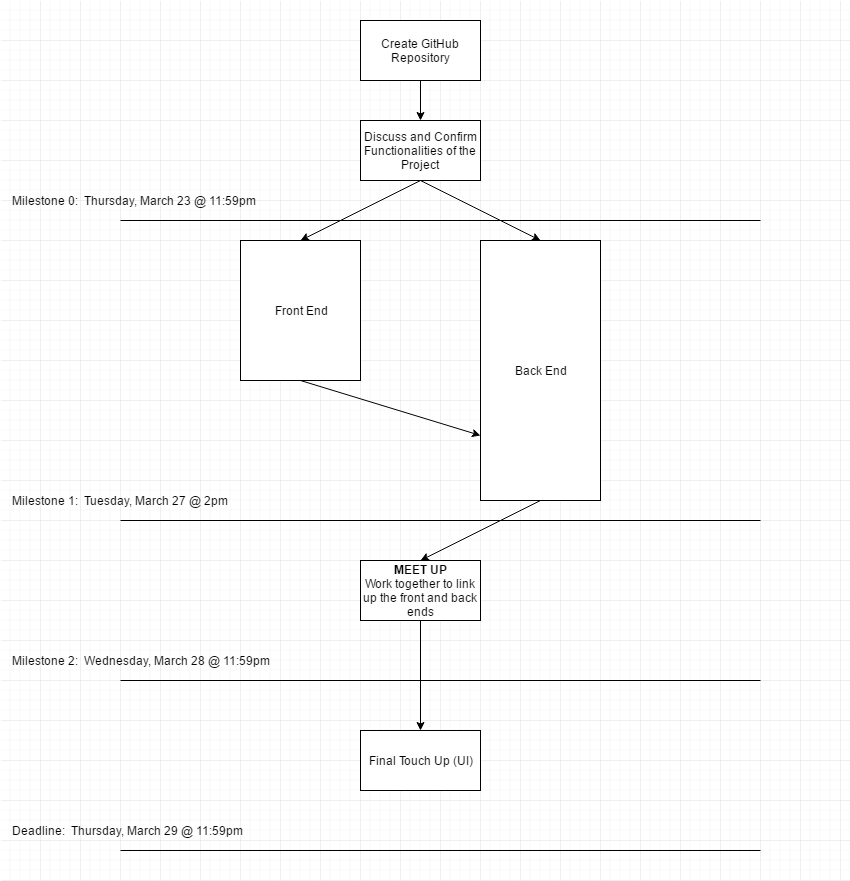 Create GitHub
Repository
Discuss and Confirm
Functionalities of the
Project
Milestone 0:  Thursday, March 23 @ 11:59pm
Front End
Back End
Milestone 1:  Tuesday, March 27 @ 2pm
MEET UP
Work together to link
up the front and back
ends
Milestone 2:  Wednesday, March 28 @ 11:59pm
Final Touch Up (UI)
Deadline:  Thursday, March 29 @ 11:59pm